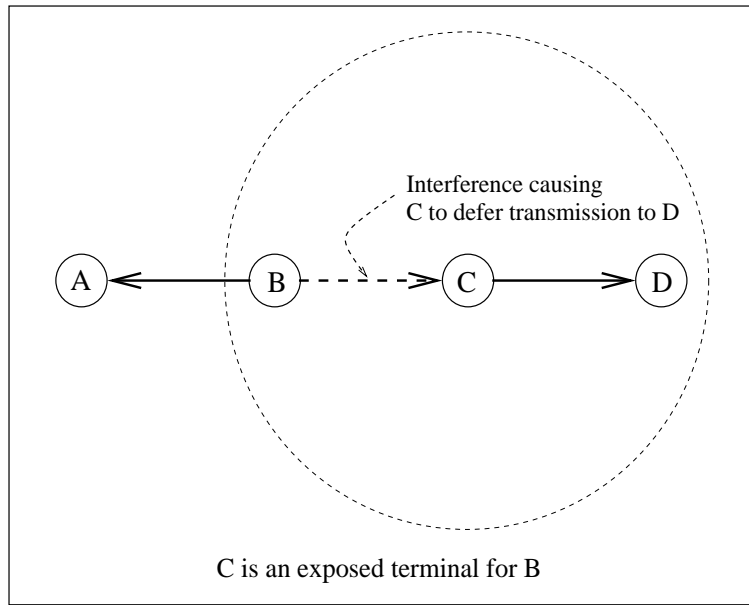 Interference causing
C to defer transmission to D
A
B
C
D
C is an exposed terminal for B